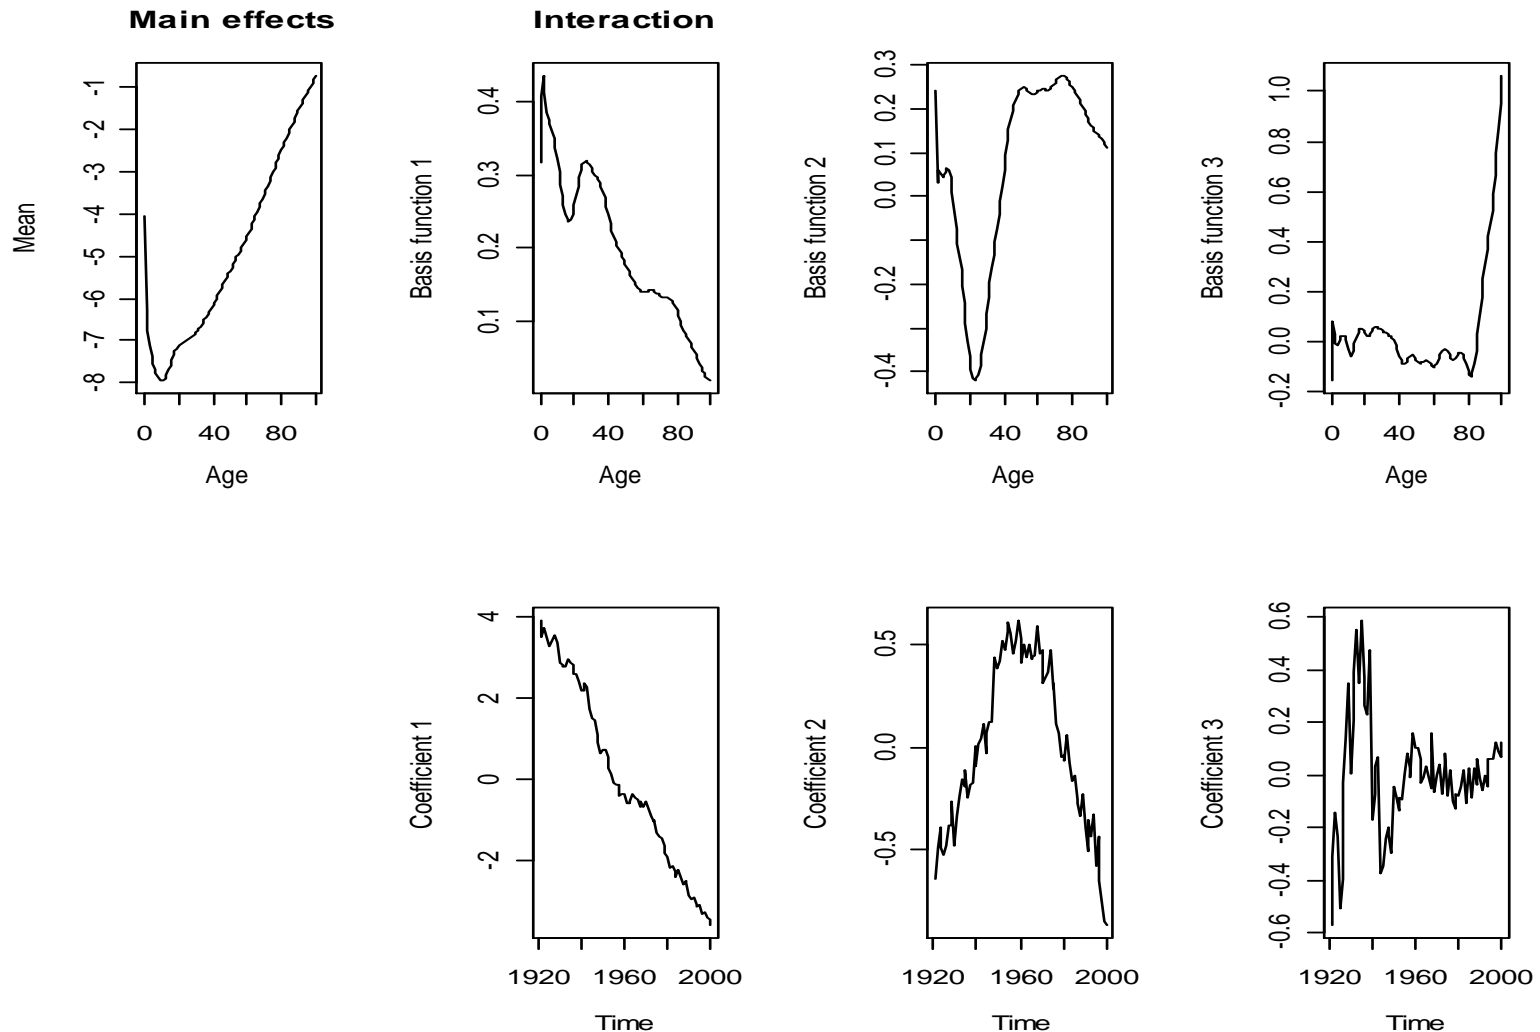 Main effects
Interaction
Mean
-1
-2
-3
-4
-5
-6
-7
-8
0 40 80
Age
Basis function 1
0.4
0.3
0.2
0.1
0 40 80
Age
Basis function 2
0.3
0.2
0.1
0.0
-0.2
-0.4
0 40 80
Age
Basis function 3
1.0
0.8
0.6
0.4
0.2
0.0
-0.2
0 40 80
Age
Coefficient 1
4
2
0
-2
1920 1960 2000
Time
Coefficient 2
0.5
0.0
-0.5
1920 1960 2000
Time
Coefficient 3
0.6
0.4
0.2
0.0
-0.2
-0.4
-0.6
1920 1960 2000
Time